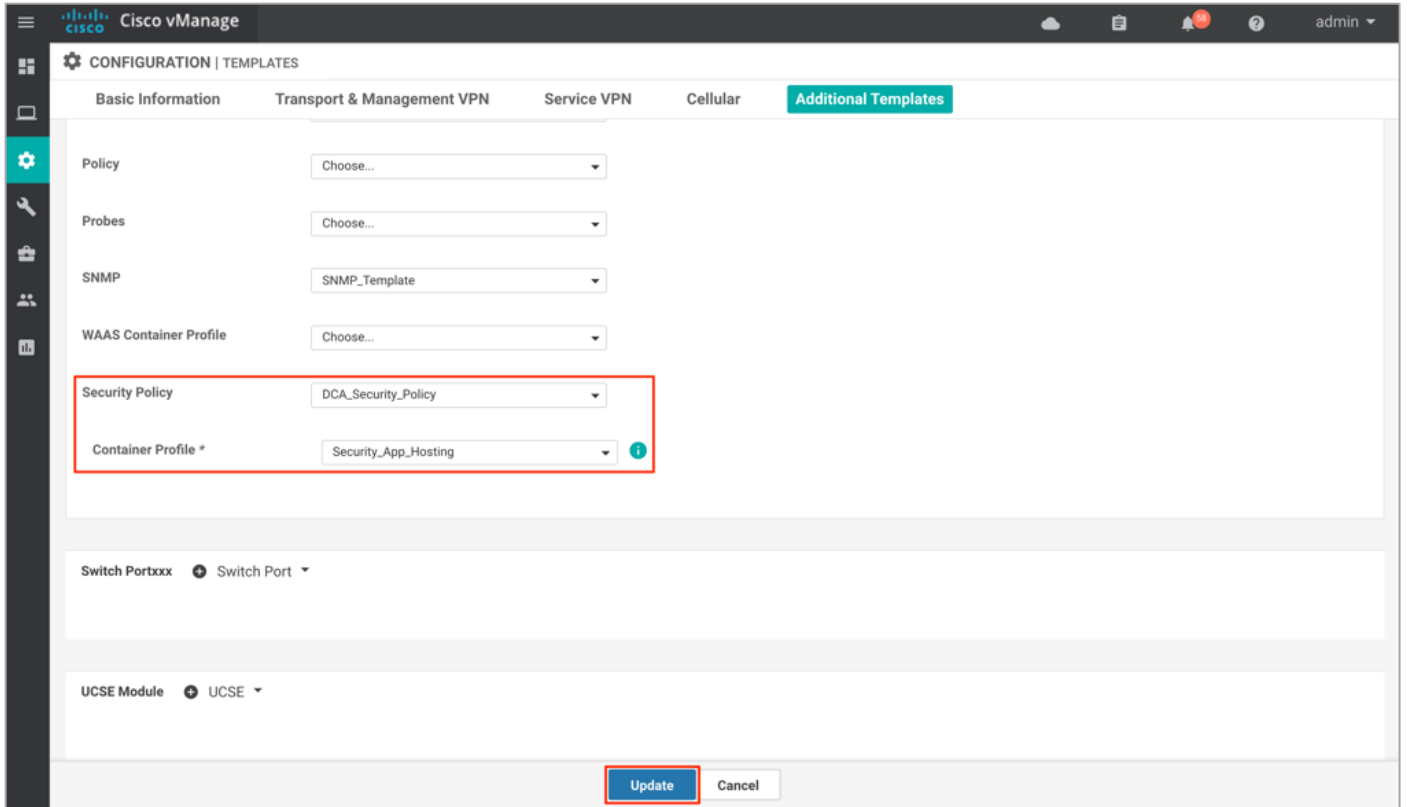 cisco Cisco vManage
58
admin
CONFIGURATION | TEMPLATES
Basic Information Transport & Management VPN Service VPN Cellular Additional Templates
Policy Choose...
Probes Choose...
SNMP SNMP_Template
WAAS Container Profile Choose...
Security Policy DCA_Security_Policy
Container Profile * Security_App_Hosting
Switch Portxxx Switch Port
UCSE Module UCSE
Update Cancel